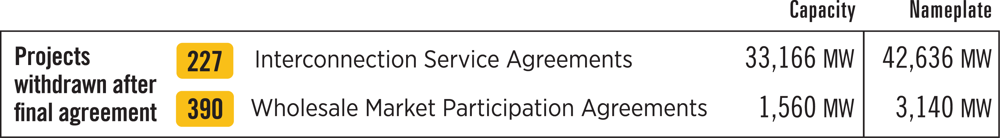 Capacity Nameplate
Projects
withdrawn after
final agreement
227 Interconnection Service Agreements 33,166 MW 42,636 MW
390 Wholesale Market Participation Agreements 1,560 MW 3,140 MW